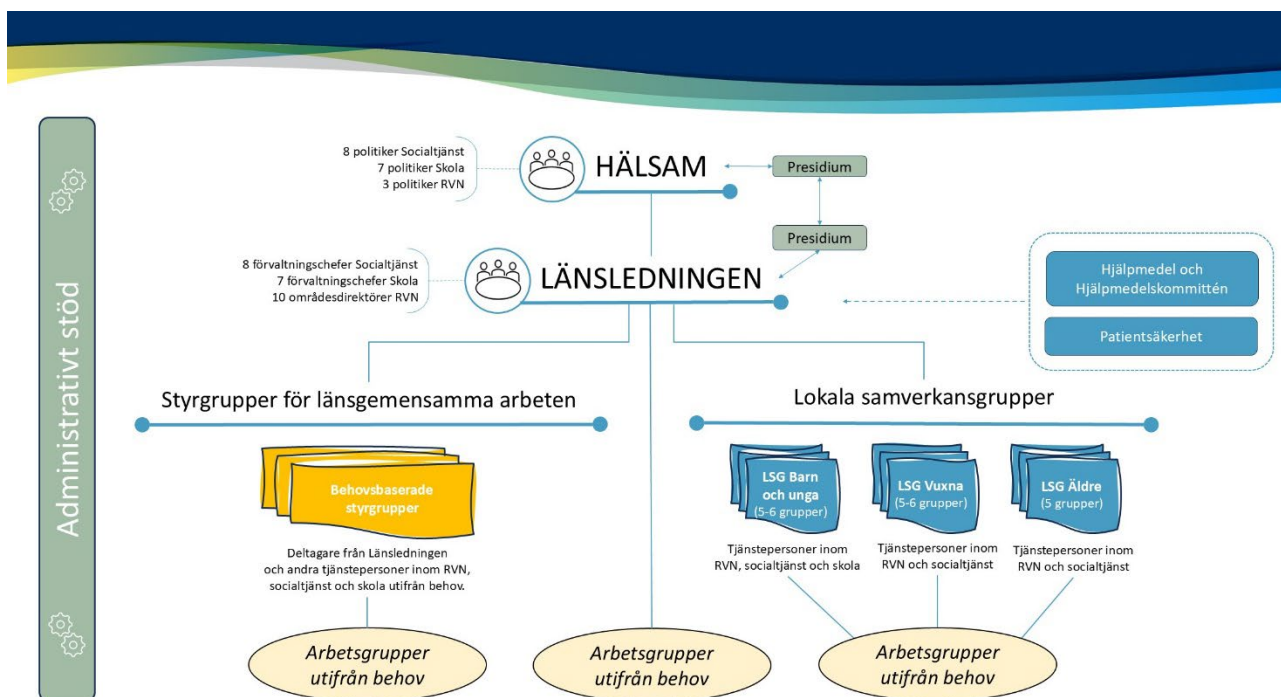 Administrativt stöd
8 politiker Socialtjänst
7 politiker Skola
3 politiker RVN
HÄLSAM
Presidium
Presidium
8 förvaltningschefer Socialtjänst
7 förvaltningschefer Skola
10 områdesdirektörer RVN
LÄNSLEDNINGEN
Hjälpmedel och
Hjälpmedelskommittén
Patientsäkerhet
Styrgrupper för länsgemensamma arbeten
Lokala samverkansgrupper
Behovsbaserade
styrgrupper
Deltagare från Länsledningen
och andra tjänstepersoner inom RVN,
socialtjänst och skola utifrån behov.
LSG Barn
och unga
(5-6 grupper)
Tjänstepersoner inom
RVN, socialtjänst och skola
LSG Vuxna
(5-6 grupper)
Tjänstepersoner inom
RVN och socialtjänst
LSG Äldre
(5 grupper)
Tjänstepersoner inom
RVN och socialtjänst
Arbetsgrupper
utifrån behov
Arbetsgrupper
utifrån behov
Arbetsgrupper
utifrån behov